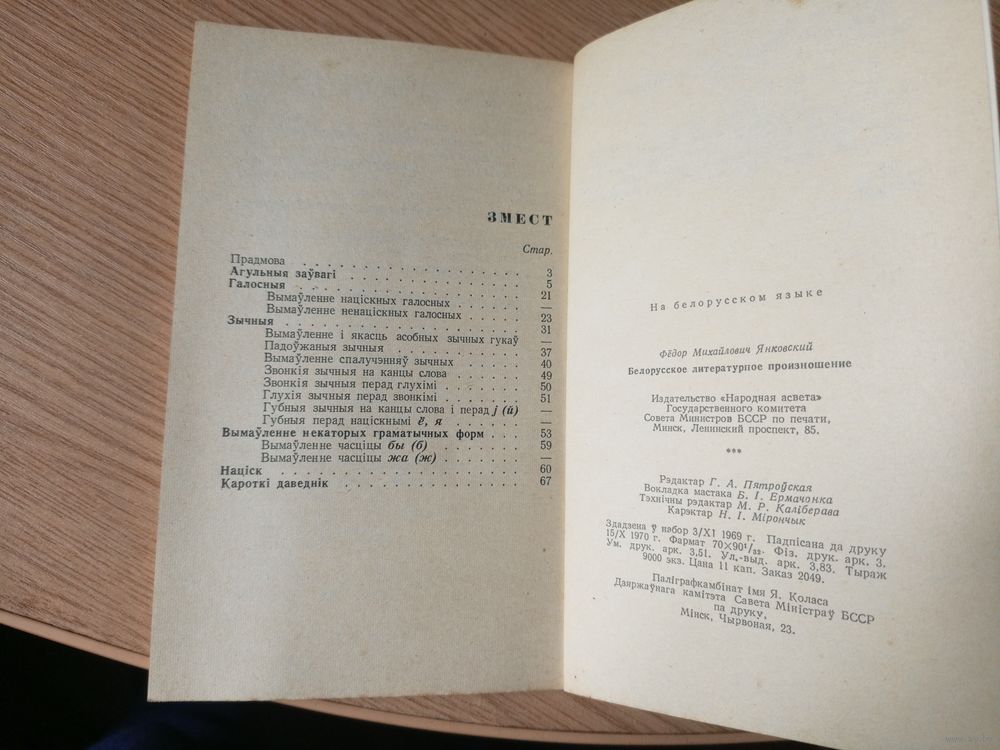 ЗМЕСТ
Стар.
Прадмова . . . . . . . . . . . . 3
Агульныя заўвагі . . . . . . . . . . 5
Галосныя . . . . . . . . . . . . 21
Вымаўленне націскных галосных . . . . . —
Вымаўленне ненаціскных галосных . . . . . 23
Зычныя . . . . . . . . . . . . 31
Вымаўленне і якасць асобных зычных гукаў —
Падоўжаныя зычныя . . . . . . . . 37
Вымаўленне спалучэнняў зычных . . . . . 40
Звонкія зычныя на канцы слова . . . . . 49
Звонкія зычныя перад глухімі . . . . . 50
Глухія зычныя перад звонкімі . . . . . 51
Губныя зычныя на канцы слова і перад j (й) —
Губныя перад націскнымі ё, я . . . . . —
Вымаўленне некаторых граматычных форм . . . 53
Вымаўленне часціцы бы (б) . . . . . . 59
Вымаўленне часціцы жа (ж) . . . . . . —
Націск . . . . . . . . . . . . 60
Кароткі даведнік . . . . . . . . . . 67
На белорусском языке
Фёдор Михайлович Янковский
Белорусское литературное произношение
Издательство «Народная асвета»
Государственного комитета
Совета Министров БССР по печати,
Минск, Ленинский проспект, 85.
***
Рэдактар Г. А. Пятроўская
Вокладка мастака Б. І. Ермачонка
Тэхнічны рэдактар М. Р. Каліберава
Карэктар Н. І. Мірончык
Здадзена ў набор 3/XI 1969 г. Падпісана да друку
15/X 1970 г. Фармат 70×90¹/₃₂. Фіз. друк. арк. 3.
Ум. друк. арк. 3,51. Ул.-выд. арк. 3,83. Тыраж
9000 экз. Цана 11 кап. Заказ 2049.
Паліграфкамбінат імя Я. Коласа
Дзяржаўнага камітэта Савета Міністраў БССР
па друку,
Мінск, Чырвоная, 23.